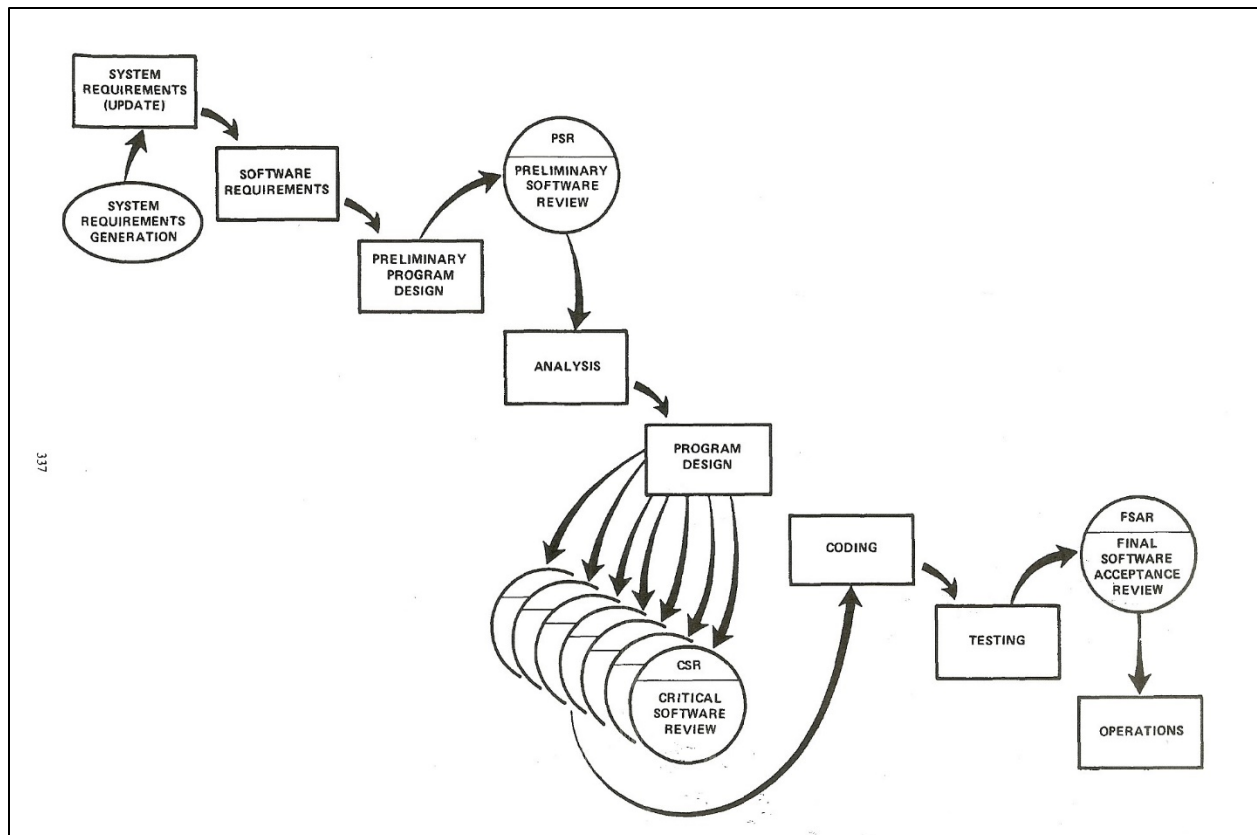 SYSTEM
REQUIREMENTS
(UPDATE)
SYSTEM
REQUIREMENTS
GENERATION
SOFTWARE
REQUIREMENTS
PRELIMINARY
PROGRAM
DESIGN
PSR
PRELIMINARY
SOFTWARE
REVIEW
ANALYSIS
PROGRAM
DESIGN
CSR
CRITICAL
SOFTWARE
REVIEW
CODING
TESTING
FSAR
FINAL
SOFTWARE
ACCEPTANCE
REVIEW
OPERATIONS
337